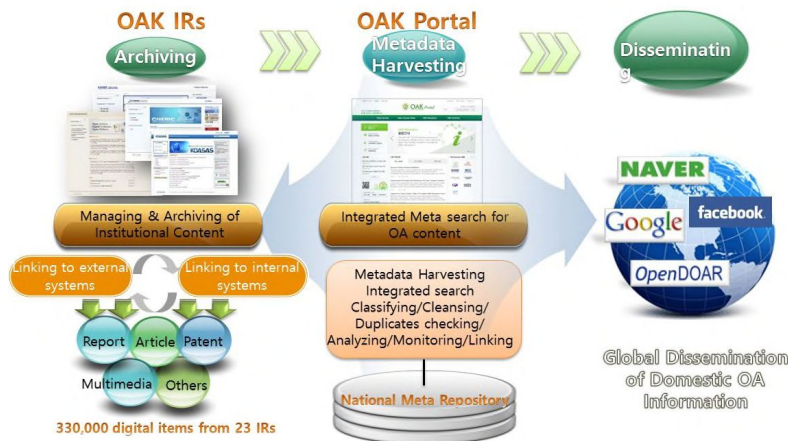 OAK IRs
Archiving
KOASAS
Managing & Archiving of
Institutional Content
Linking to external
systems
Linking to internal
systems
Report
Article
Patent
Multimedia
Others
330,000 digital items from 23 IRs
OAK Portal
Metadata
Harvesting
OAK Portal
Integrated Meta search for
OA content
Metadata Harvesting
Integrated search
Classifying/Cleansing/
Duplicates checking/
Analyzing/Monitoring/Linking
National Meta Repository
Disseminatin
g
NAVER
Google
facebook.
OpenDOAR
Global Dissemination
of Domestic OA
Information